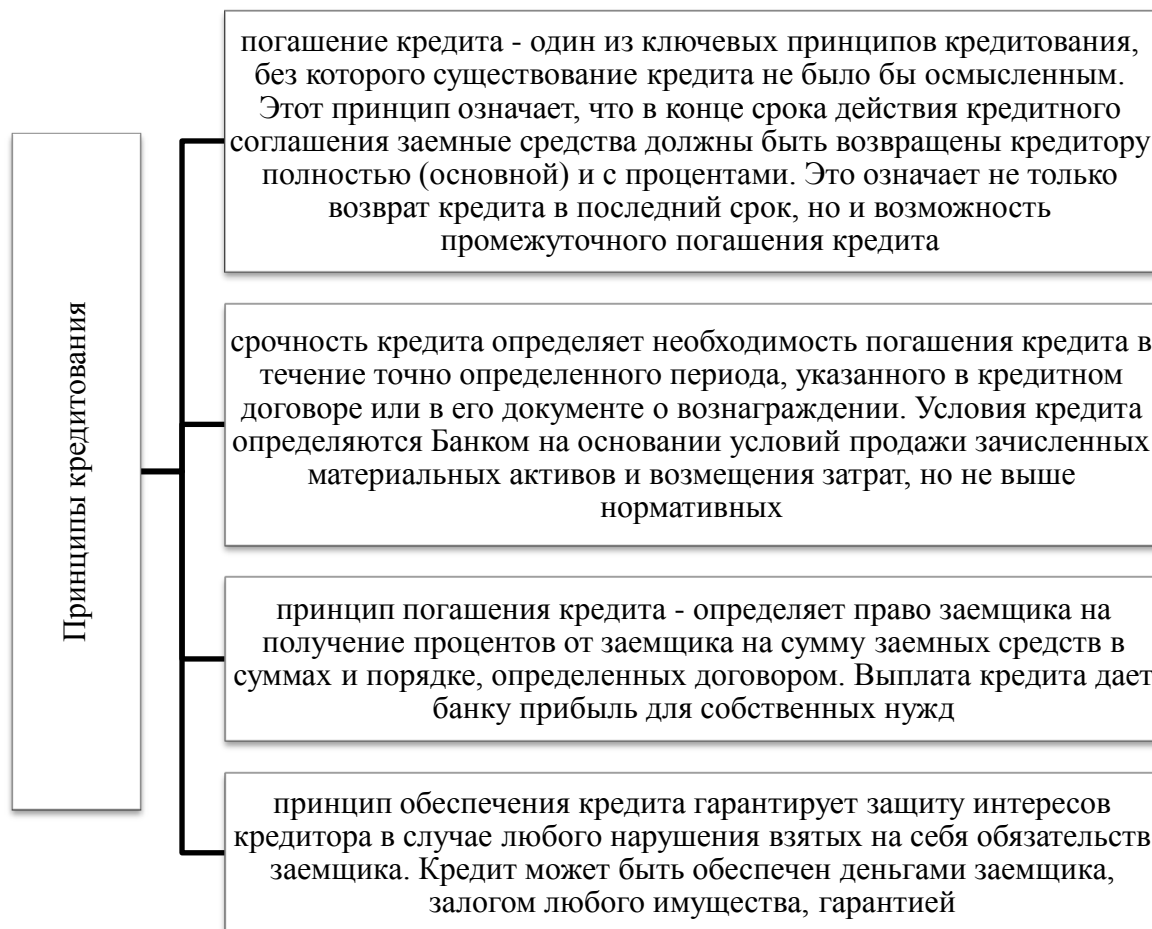 Принципы кредитования
погашение кредита - один из ключевых принципов кредитования,
без которого существование кредита не было бы осмысленным.
Этот принцип означает, что в конце срока действия кредитного
соглашения заемные средства должны быть возвращены кредитору
полностью (основной) и с процентами. Это означает не только
возврат кредита в последний срок, но и возможность
промежуточного погашения кредита
срочность кредита определяет необходимость погашения кредита в
течение точно определенного периода, указанного в кредитном
договоре или в его документе о вознаграждении. Условия кредита
определяются Банком на основании условий продажи зачисленных
материальных активов и возмещения затрат, но не выше
нормативных
принцип погашения кредита - определяет право заемщика на
получение процентов от заемщика на сумму заемных средств в
суммах и порядке, определенных договором. Выплата кредита дает
банку прибыль для собственных нужд
принцип обеспечения кредита гарантирует защиту интересов
кредитора в случае любого нарушения взятых на себя обязательств
заемщика. Кредит может быть обеспечен деньгами заемщика,
залогом любого имущества, гарантией